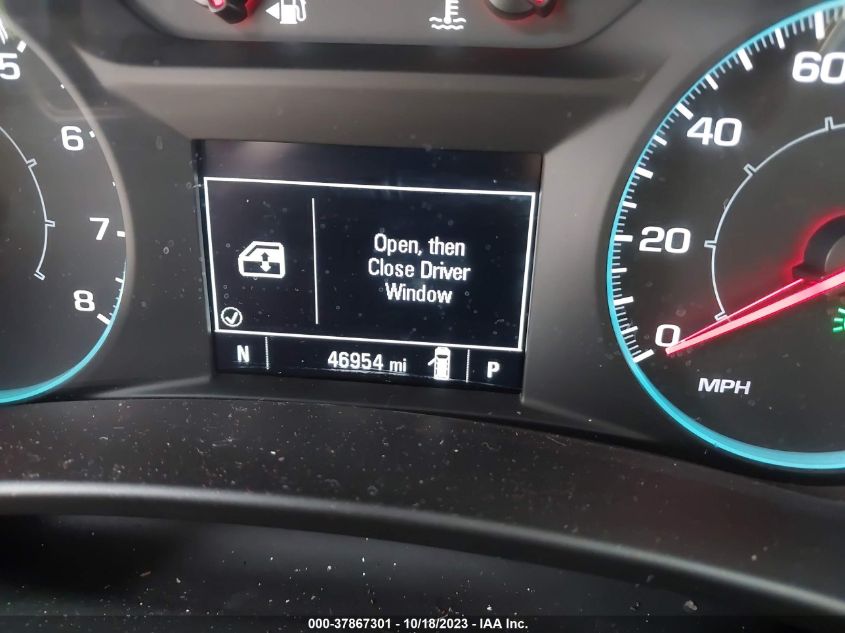 5
6
7
8
60
40
20
0
MPH
Open, then
Close Driver
Window
N 46954 mi P
000-37867301 - 10/18/2023 - IAA Inc.